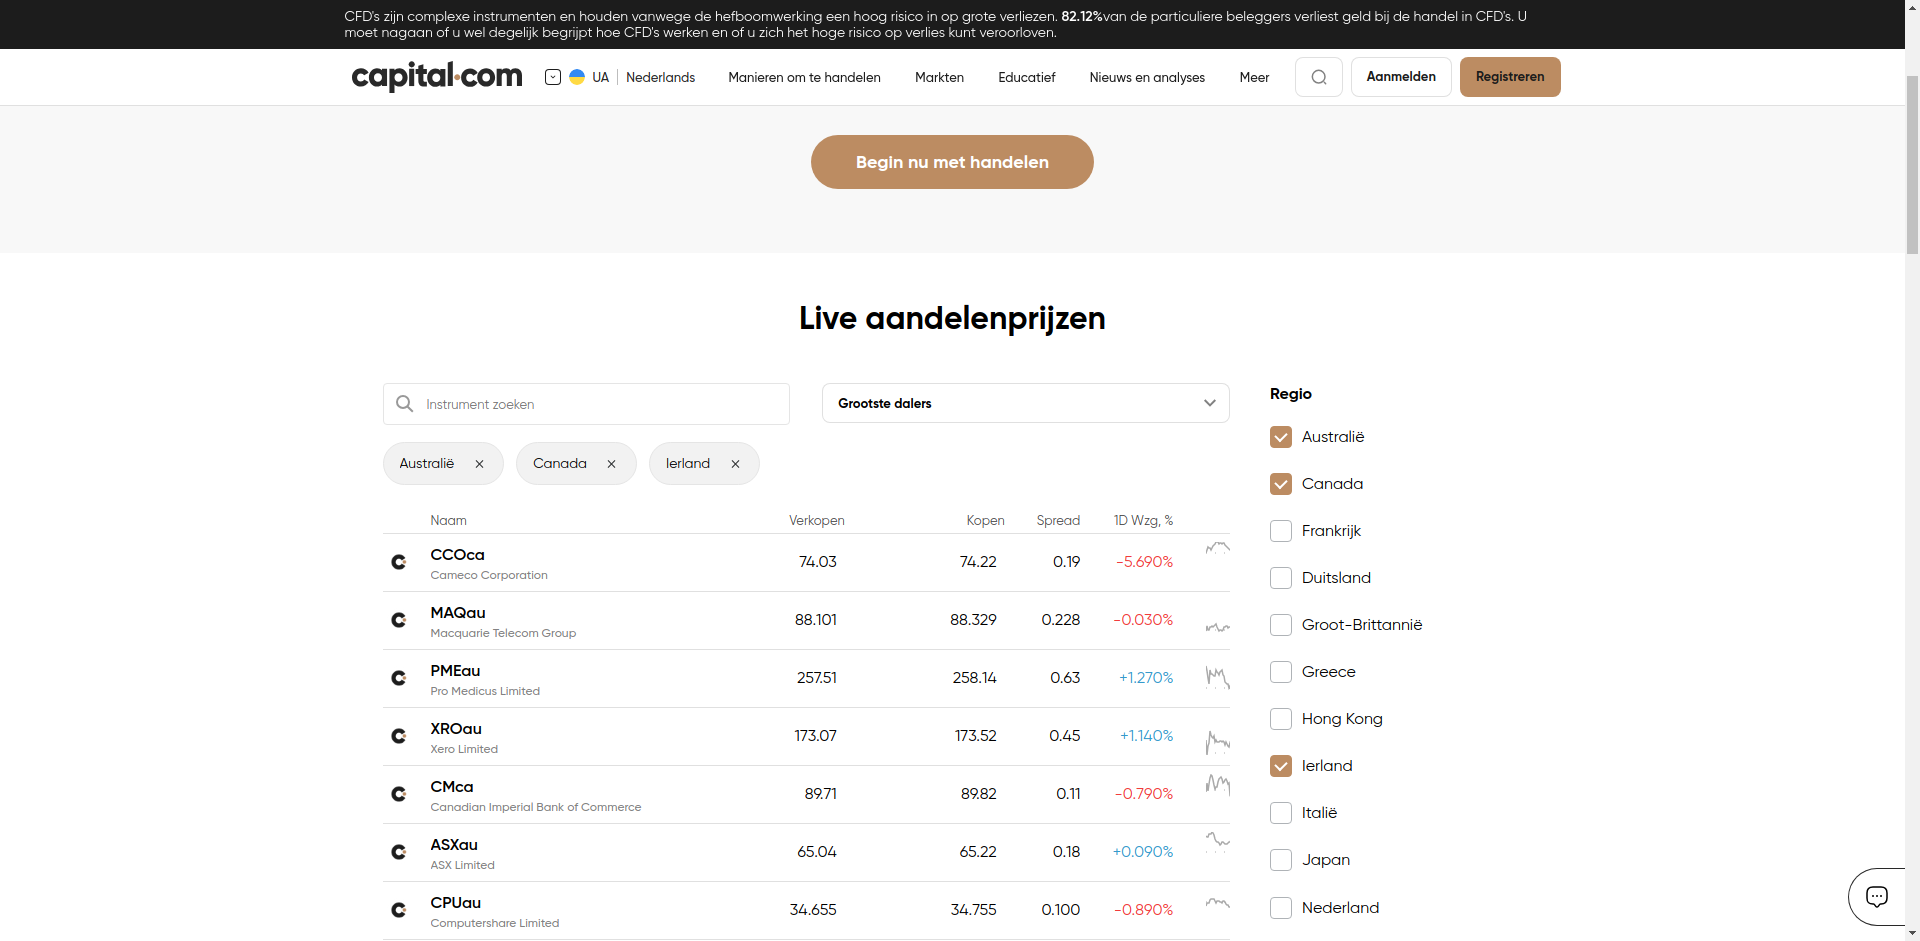 CFD's zijn complexe instrumenten en houden vanwege de hefboomwerking een hoog risico in op grote verliezen. 82.12%van de particuliere beleggers verliest geld bij de handel in CFD's. U
moet nagaan of u wel degelijk begrijpt hoe CFD's werken en of u zich het hoge risico op verlies kunt veroorloven.
capital.com UA Nederlands Manieren om te handelen Markten Educatief Nieuws en analyses Meer Aanmelden Registreren
Begin nu met handelen
Live aandelenprijzen
Instrument zoeken
Grootste dalers
Australië Canada Ierland
Naam Verkopen Kopen Spread 1D Wzg, %
CCOca 74.03 74.22 0.19 -5.690%
Cameco Corporation
MAQau 88.101 88.329 0.228 -0.030%
Macquarie Telecom Group
PMEau 257.51 258.14 0.63 +1.270%
Pro Medicus Limited
XROau 173.07 173.52 0.45 +1.140%
Xero Limited
CMca 89.71 89.82 0.11 -0.790%
Canadian Imperial Bank of Commerce
ASXau 65.04 65.22 0.18 +0.090%
ASX Limited
CPUau 34.655 34.755 0.100 -0.890%
Computershare Limited
Regio
Australië
Canada
Frankrijk
Duitsland
Groot-Brittannië
Greece
Hong Kong
Ierland
Italië
Japan
Nederland